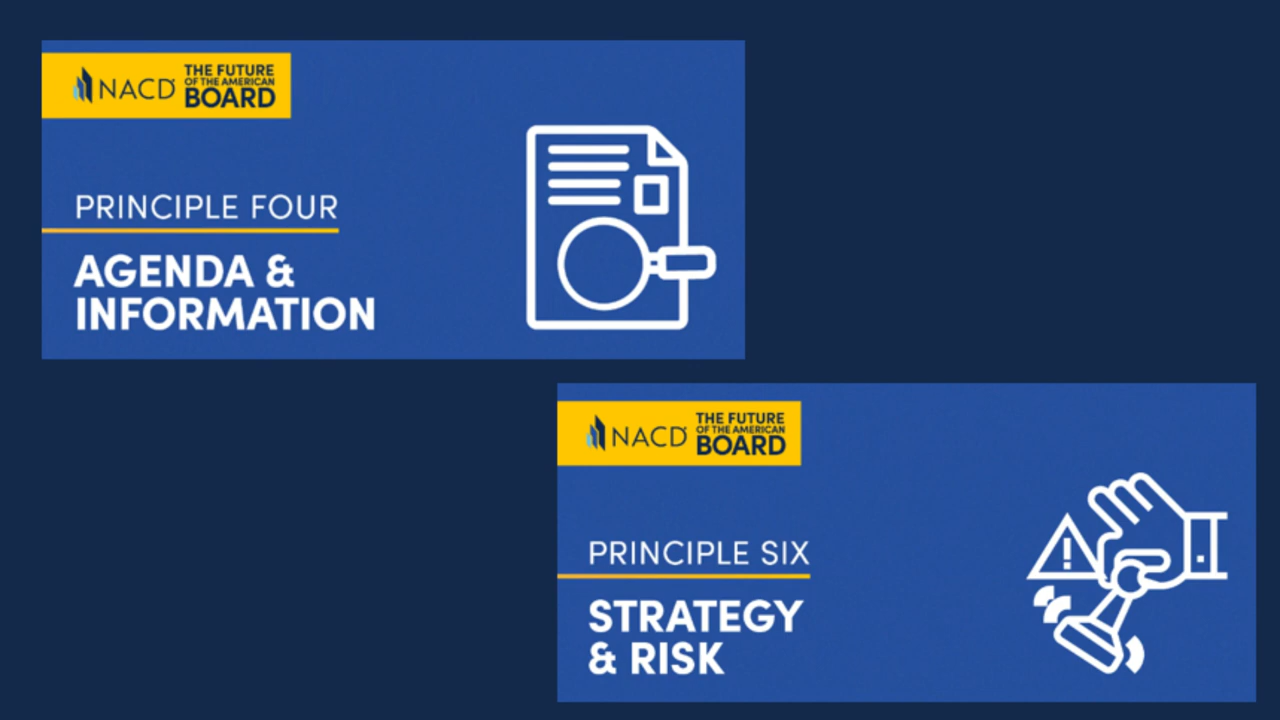 NACD THE FUTURE
OF THE AMERICAN
BOARD
PRINCIPLE FOUR
AGENDA &
INFORMATION
NACD THE FUTURE
OF THE AMERICAN
BOARD
PRINCIPLE SIX
STRATEGY
& RISK